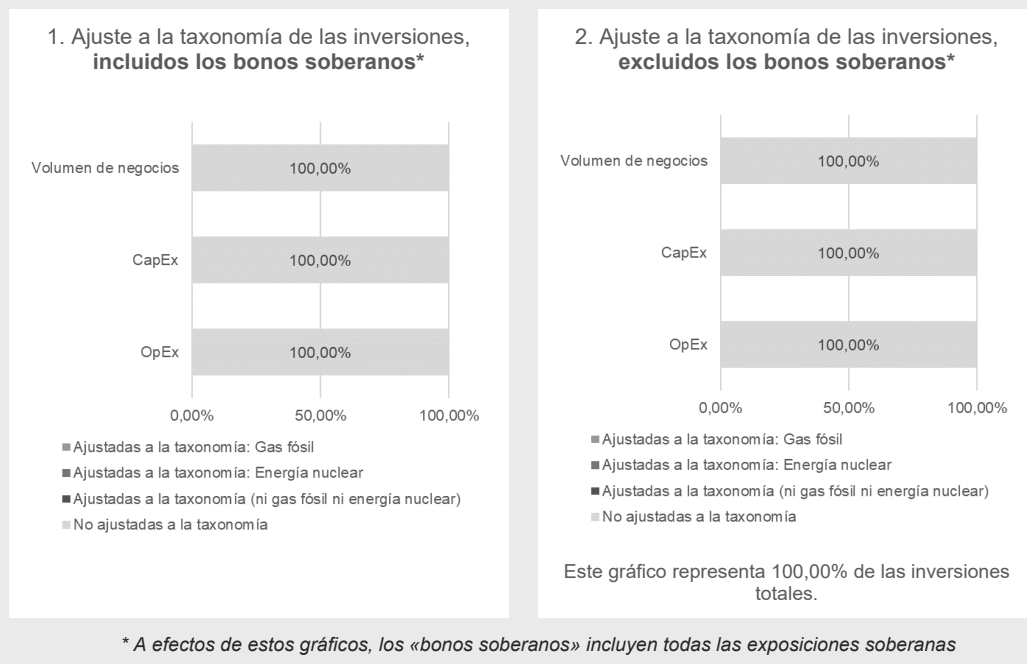 1. Ajuste a la taxonomía de las inversiones,
incluidos los bonos soberanos*
Volumen de negocios
100,00%
CapEx
100,00%
OpEx
100,00%
0,00%
50,00%
100,00%
Ajustadas a la taxonomía: Gas fósil
Ajustadas a la taxonomía: Energía nuclear
Ajustadas a la taxonomía (ni gas fósil ni energía nuclear)
No ajustadas a la taxonomía
2. Ajuste a la taxonomía de las inversiones,
excluidos los bonos soberanos*
Volumen de negocios
100,00%
CapEx
100,00%
OpEx
100,00%
0,00%
50,00%
100,00%
Ajustadas a la taxonomía: Gas fósil
Ajustadas a la taxonomía: Energía nuclear
Ajustadas a la taxonomía (ni gas fósil ni energía nuclear)
No ajustadas a la taxonomía
Este gráfico representa 100,00% de las inversiones
totales.
* A efectos de estos gráficos, los «bonos soberanos» incluyen todas las exposiciones soberanas